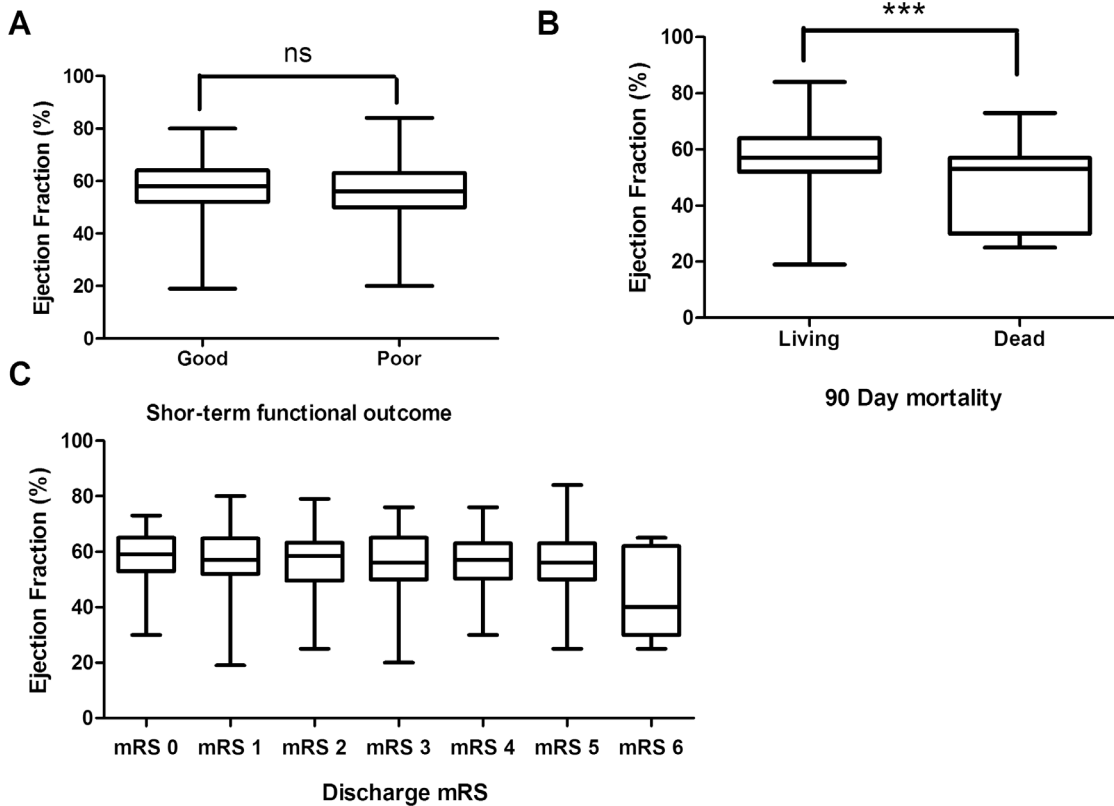 A
ns
Ejection Fraction (%)
100
80
60
40
20
0
Good Poor
Shor-term functional outcome
B
***
Ejection Fraction (%)
100
80
60
40
20
0
Living Dead
90 Day mortality
C
Ejection Fraction (%)
100
80
60
40
20
0
mRS 0 mRS 1 mRS 2 mRS 3 mRS 4 mRS 5 mRS 6
Discharge mRS